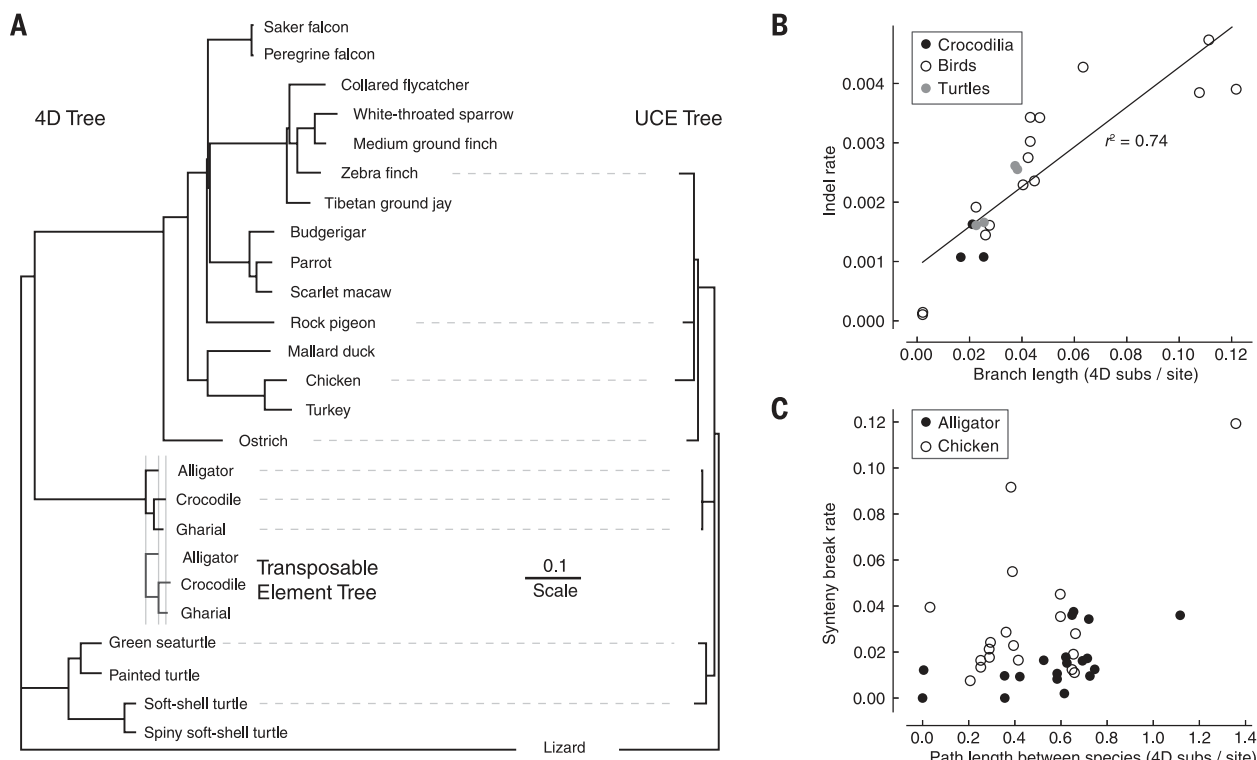 A
4D Tree
UCE Tree
Saker falcon
Peregrine falcon
Collared flycatcher
White-throated sparrow
Medium ground finch
Zebra finch
Tibetan ground jay
Budgerigar
Parrot
Scarlet macaw
Rock pigeon
Mallard duck
Chicken
Turkey
Ostrich
Alligator
Crocodile
Gharial
Alligator
Crocodile
Gharial
Transposable
Element Tree
0.1
Scale
Green seaturtle
Painted turtle
Soft-shell turtle
Spiny soft-shell turtle
Lizard
B
Crocodilia
Birds
Turtles
r² = 0.74
Indel rate
0.004
0.003
0.002
0.001
0.000
0.00 0.02 0.04 0.06 0.08 0.10 0.12
Branch length (4D subs / site)
C
Alligator
Chicken
Synteny break rate
0.12
0.10
0.08
0.06
0.04
0.02
0.00
0.0 0.2 0.4 0.6 0.8 1.0 1.2 1.4
Path length between species (4D subs / site)